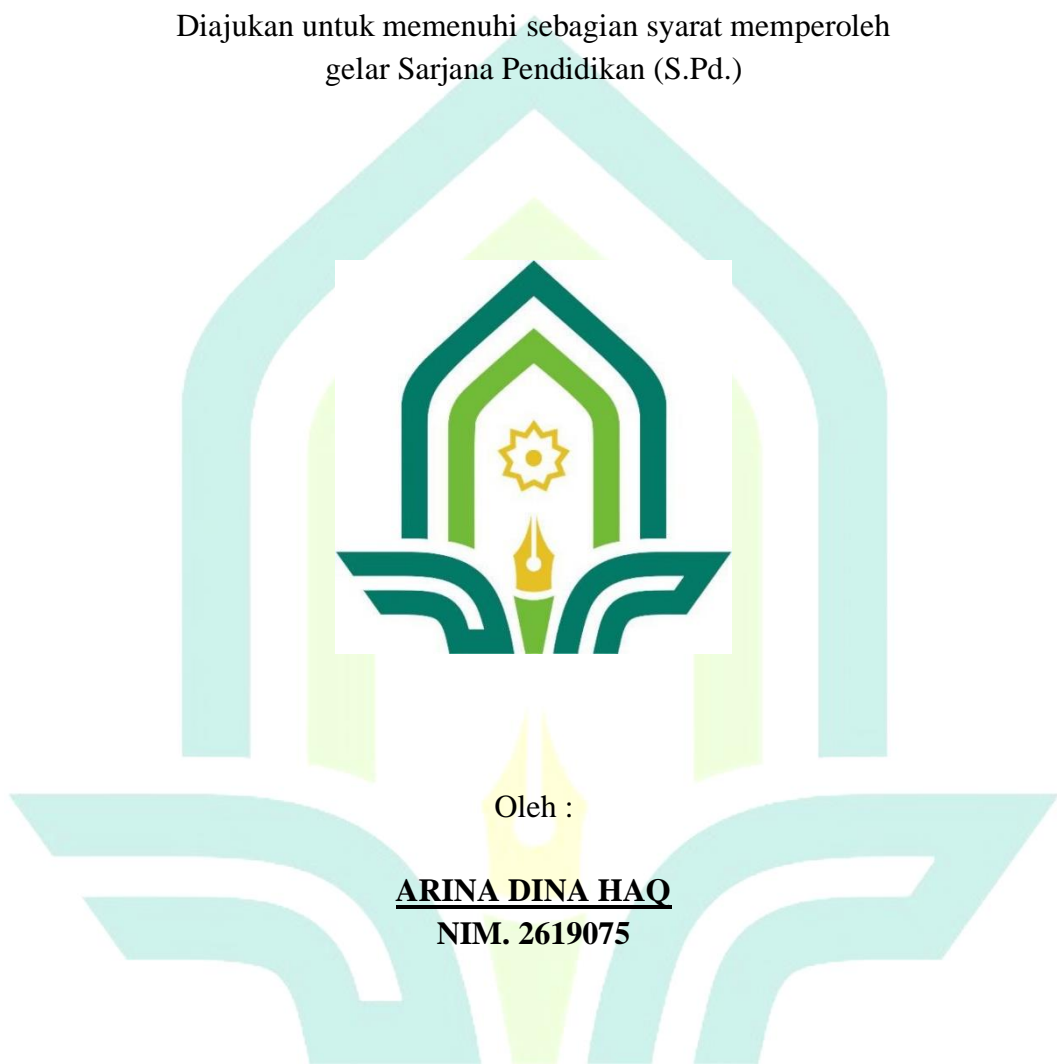 Diajukan untuk memenuhi sebagian syarat memperoleh
gelar Sarjana Pendidikan (S.Pd.)
Oleh :
ARINA DINA HAQ
NIM. 2619075